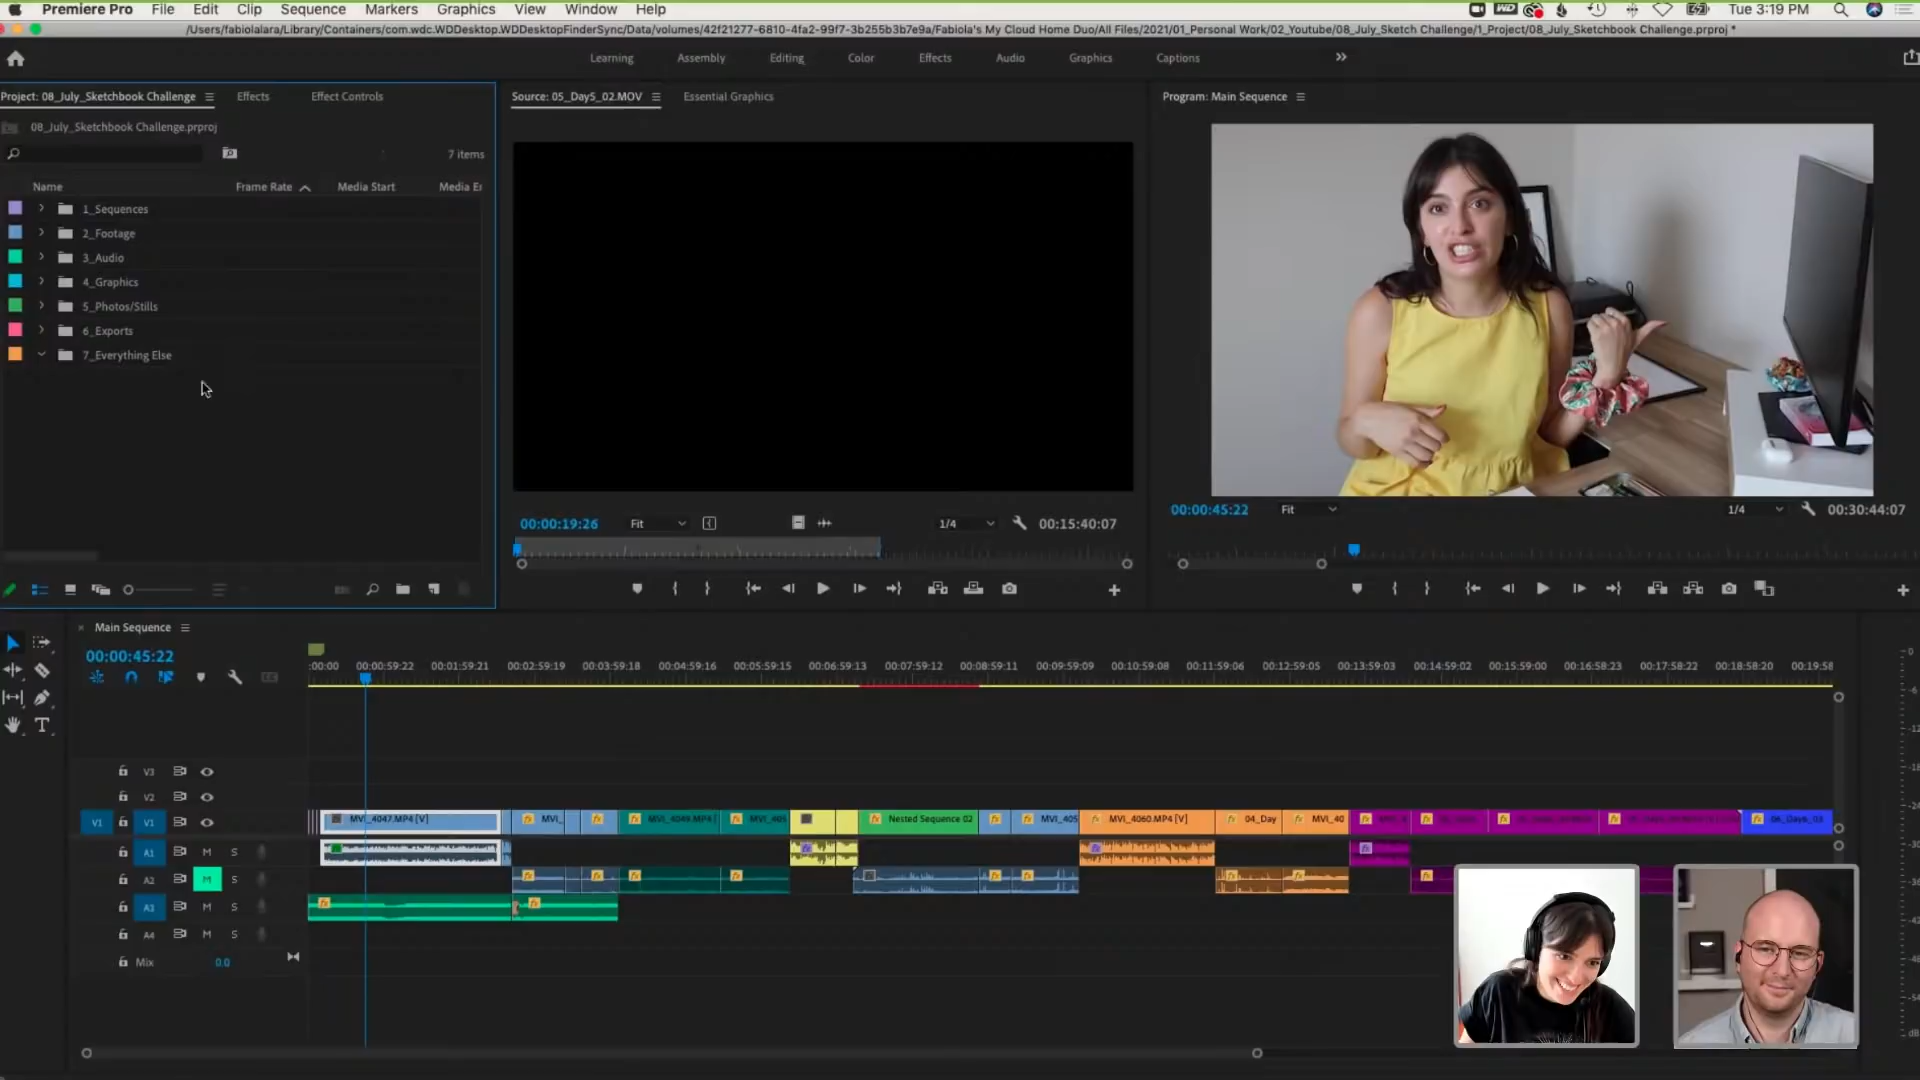 Premiere Pro File Edit Clip Sequence Markers Graphics View Window Help Tue 3:19 PM
/Users/fabiolalara/Library/Containers/com.wdc.WDDesktop.WDDesktopFinderSync/Data/volumes/42f21277-6810-4fa2-99f7-3b255b3b7e9a/Fabiola's My Cloud Home Duo/All Files/2021/01_Personal Work/02_Youtube/08_July_Sketch Challenge/1_Project/08_July_Sketchbook Challenge.prproj *
Learning Assembly Editing Color Effects Audio Graphics Captions
Project: 08_July_Sketchbook Challenge Effects Effect Controls
Source: 05_Day5_02.MOV Essential Graphics
Program: Main Sequence
08_July_Sketchbook Challenge.prproj
7 items
Name Frame Rate Media Start Media
1_Sequences
2_Footage
3_Audio
4_Graphics
5_Photos/Stills
6_Exports
7_Everything Else
00:00:19:26 Fit 1/4 00:15:40:07
00:00:45:22 Fit 1/4 00:30:44:07
Main Sequence
00:00:45:22
:00:00 00:00:59:22 00:01:59:21 00:02:59:19 00:03:59:18 00:04:59:16 00:05:59:15 00:06:59:13 00:07:59:12 00:08:59:11 00:09:59:09 00:10:59:08 00:11:59:06 00:12:59:05 00:13:59:03 00:14:59:02 00:15:59:00 00:16:58:23 00:17:58:22 00:18:58:20 00:19:58
V3
V2
V1 V1 MVI_4047.MP4 [V] MVI_ MVI_4049.MP4 MVI_405 Nested Sequence 02 MVI_405 MVI_4060.MP4 [V] 04_Day MVI_40 06_Day6_03
A1 M S
A2 M S
A3 M S
A4 M S
Mix 0.0